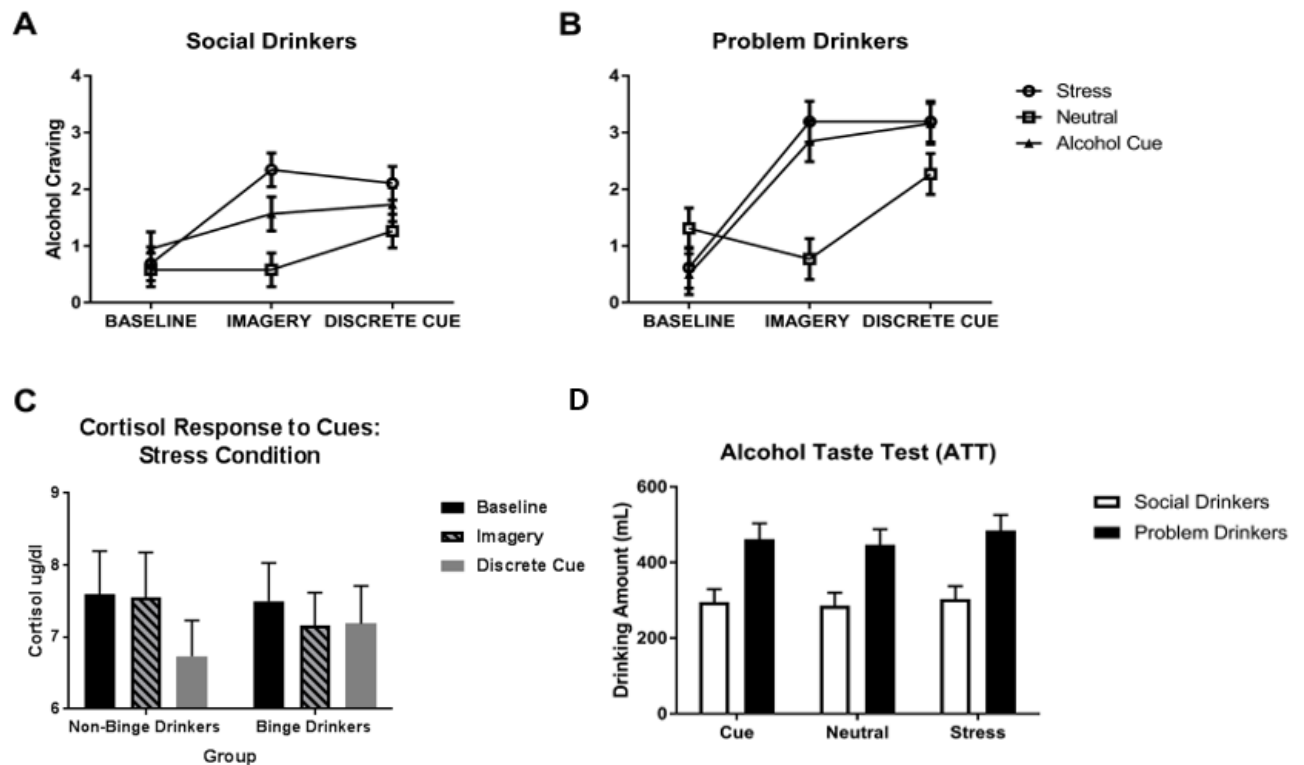 A
Social Drinkers
4
3
2
1
0
Alcohol Craving
BASELINE IMAGERY DISCRETE CUE
B
Problem Drinkers
4
3
2
1
0
BASELINE IMAGERY DISCRETE CUE
Stress
Neutral
Alcohol Cue
C
Cortisol Response to Cues:
Stress Condition
9
8
7
6
Cortisol ug/dl
Non-Binge Drinkers Binge Drinkers
Group
Baseline
Imagery
Discrete Cue
D
Alcohol Taste Test (ATT)
600
400
200
0
Drinking Amount (mL)
Cue Neutral Stress
Social Drinkers
Problem Drinkers